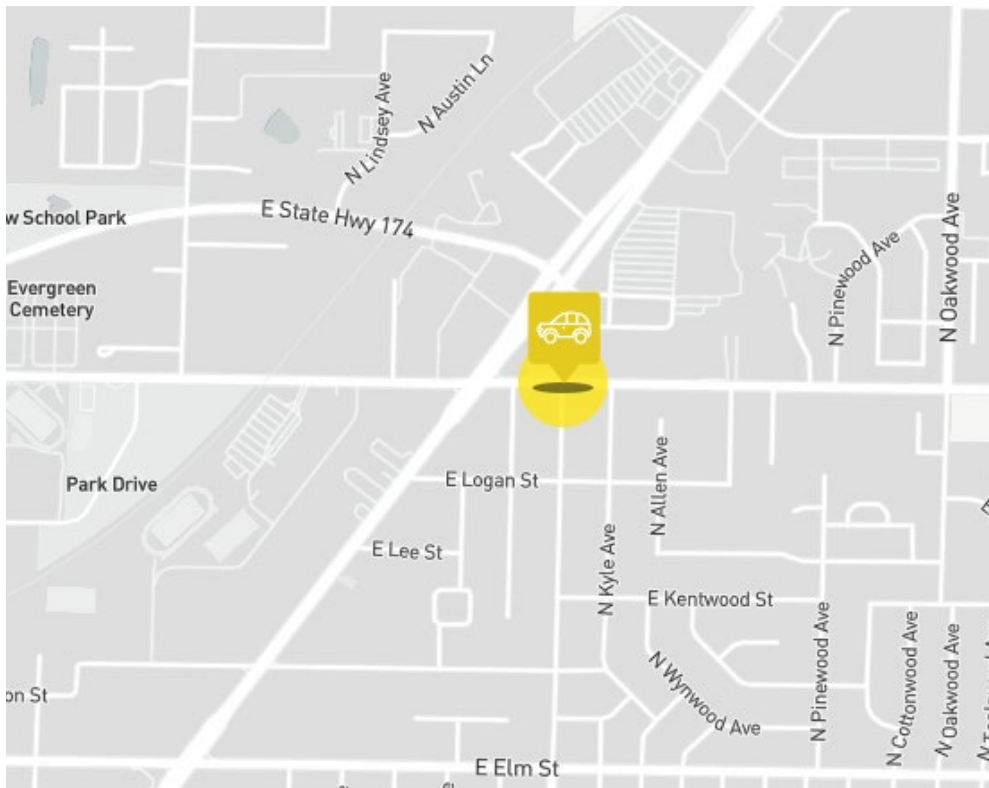 N Austin Ln
N Lindsey Ave
E State Hwy 174
w School Park
Evergreen
Cemetery
N Pinewood Ave
N Oakwood Ave
Park Drive
E Logan St
N Allen Ave
E Lee St
N Kyle Ave
E Kentwood St
N Wynwood Ave
N Pinewood Ave
N Cottonwood Ave
N Oakwood Ave
on St
E Elm St